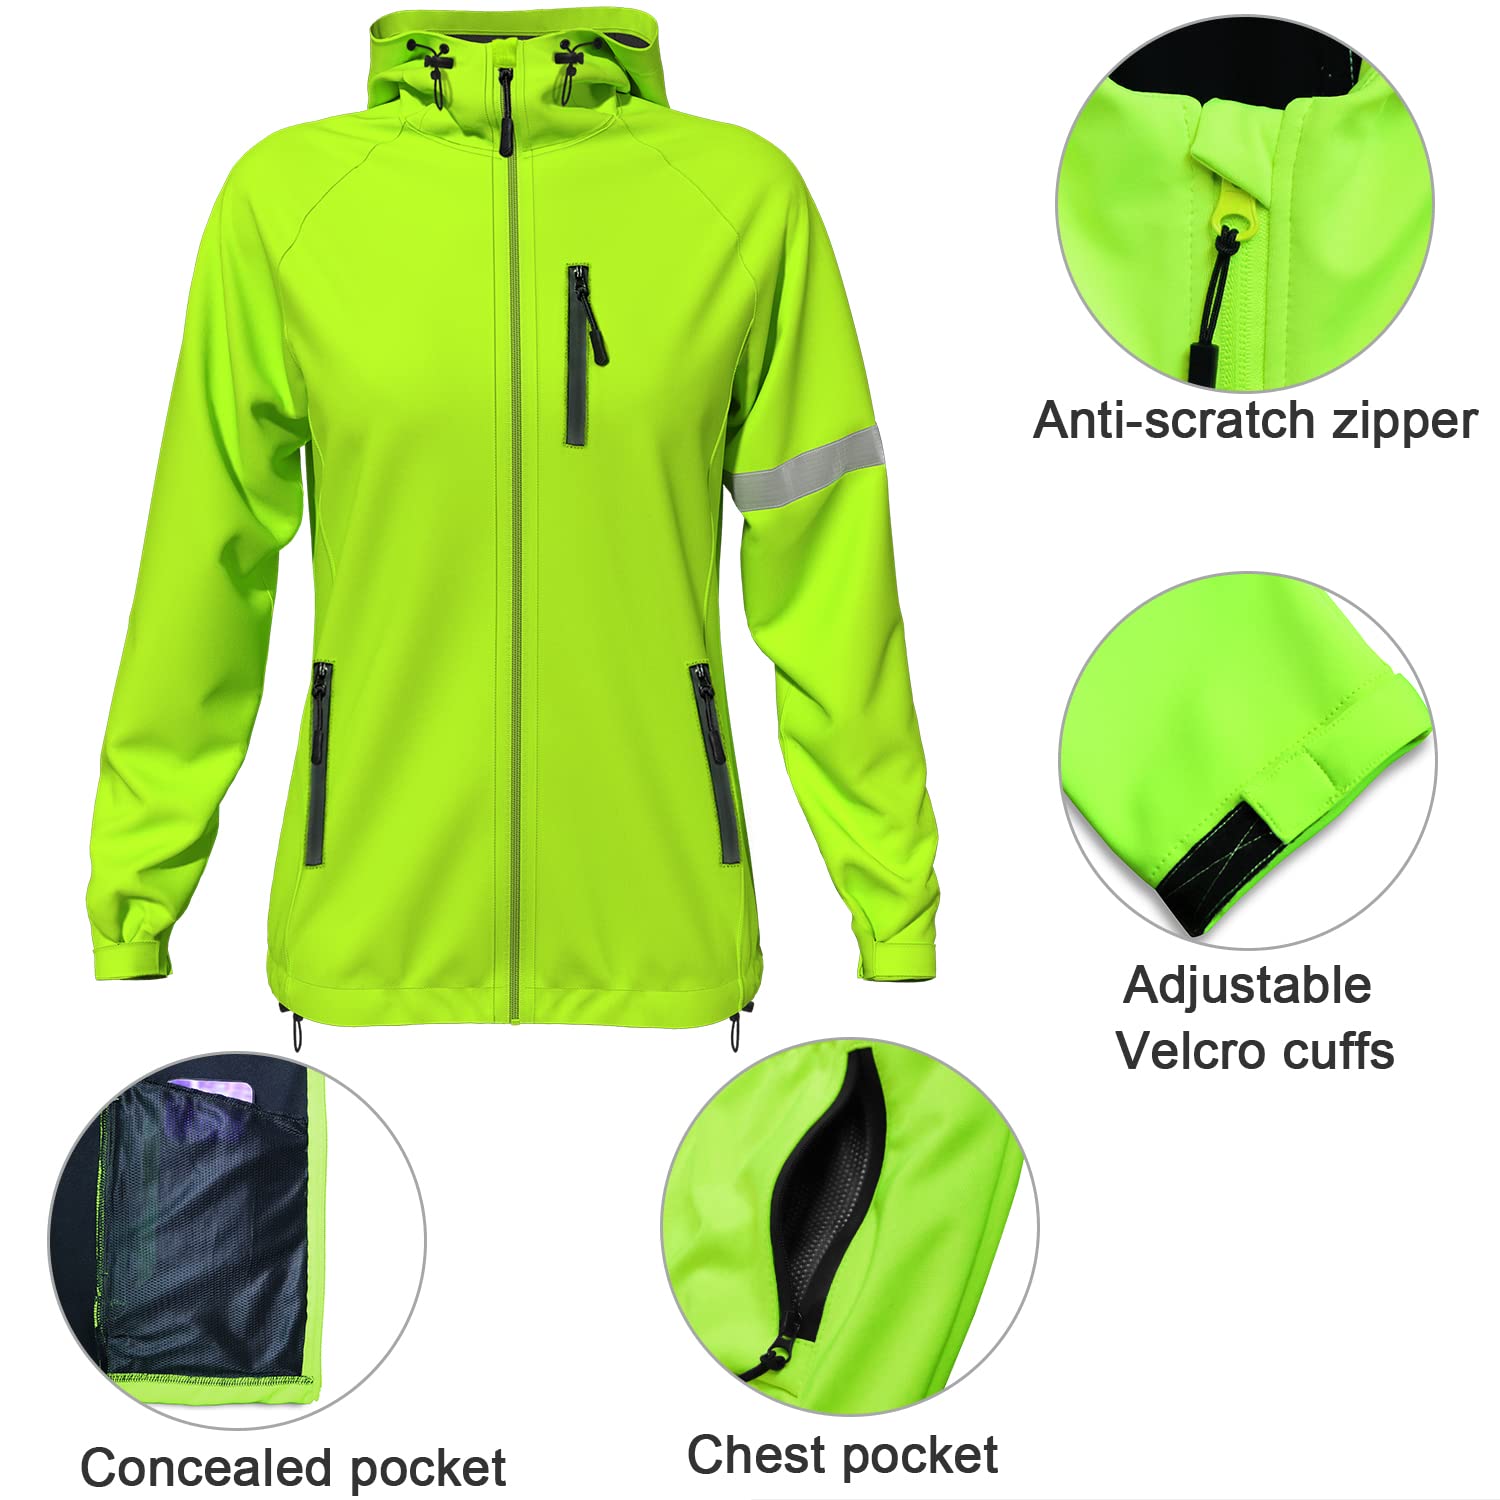 Anti-scratch zipper
Adjustable
Velcro cuffs
Concealed pocket
Chest pocket